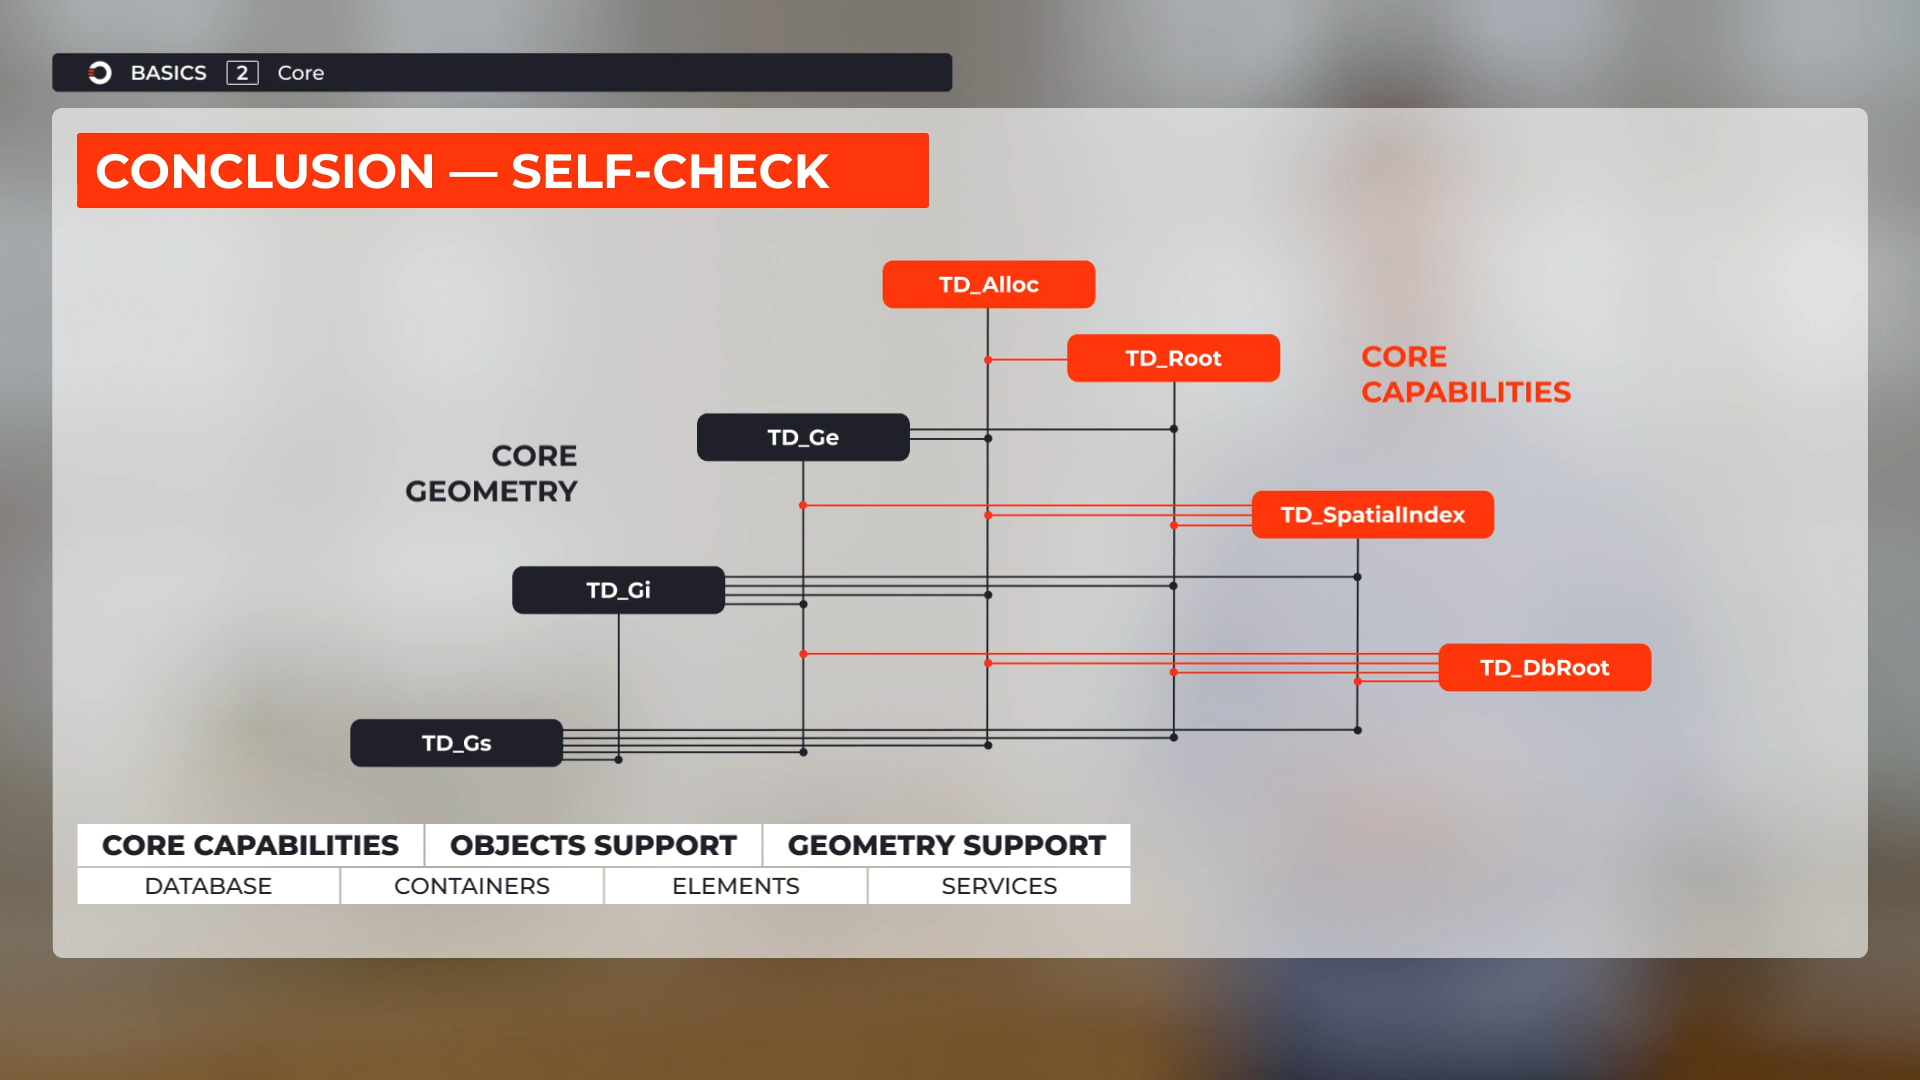 BASICS 2 Core
CONCLUSION — SELF-CHECK
TD_Alloc
TD_Root
CORE
CAPABILITIES
TD_Ge
CORE
GEOMETRY
TD_SpatialIndex
TD_Gi
TD_DbRoot
TD_Gs
CORE CAPABILITIES OBJECTS SUPPORT GEOMETRY SUPPORT
DATABASE CONTAINERS ELEMENTS SERVICES